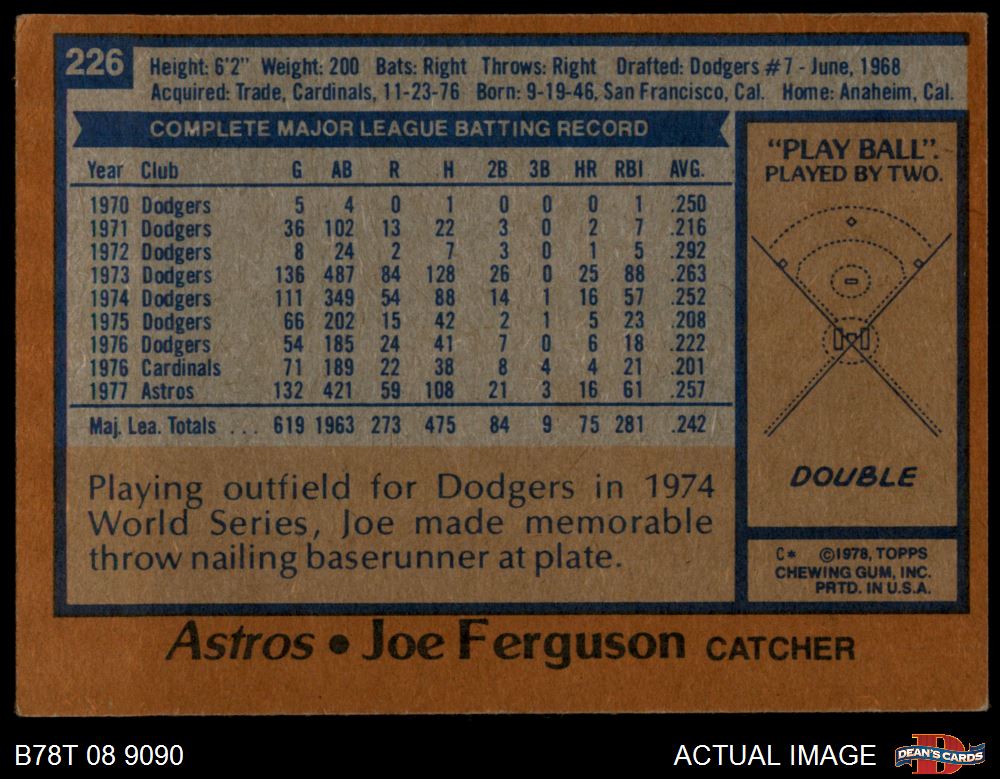 226
Height: 6'2" Weight: 200 Bats: Right Throws: Right Drafted: Dodgers #7 - June, 1968
Acquired: Trade, Cardinals, 11-23-76 Born: 9-19-46, San Francisco, Cal. Home: Anaheim, Cal.
COMPLETE MAJOR LEAGUE BATTING RECORD
Year Club G AB R H 2B 3B HR RBI AVG.
1970 Dodgers 5 4 0 1 0 0 0 1 .250
1971 Dodgers 36 102 13 22 3 0 2 7 .216
1972 Dodgers 8 24 2 7 3 0 1 5 .292
1973 Dodgers 136 487 84 128 26 0 25 88 .263
1974 Dodgers 111 349 54 88 14 1 16 57 .252
1975 Dodgers 66 202 15 42 2 1 5 23 .208
1976 Dodgers 54 185 24 41 7 0 6 18 .222
1976 Cardinals 71 189 22 38 8 4 4 21 .201
1977 Astros 132 421 59 108 21 3 16 61 .257
Maj. Lea. Totals ... 619 1963 273 475 84 9 75 281 .242
Playing outfield for Dodgers in 1974
World Series, Joe made memorable
throw nailing baserunner at plate.
"PLAY BALL".
PLAYED BY TWO.
DOUBLE
C* ©1978, TOPPS
CHEWING GUM, INC.
PRTD. IN U.S.A.
Astros • Joe Ferguson CATCHER
B78T 08 9090
ACTUAL IMAGE
D
DEAN'S CARDS